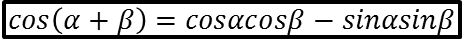 cos(α + β) = cosαcosβ − sinαsinβ